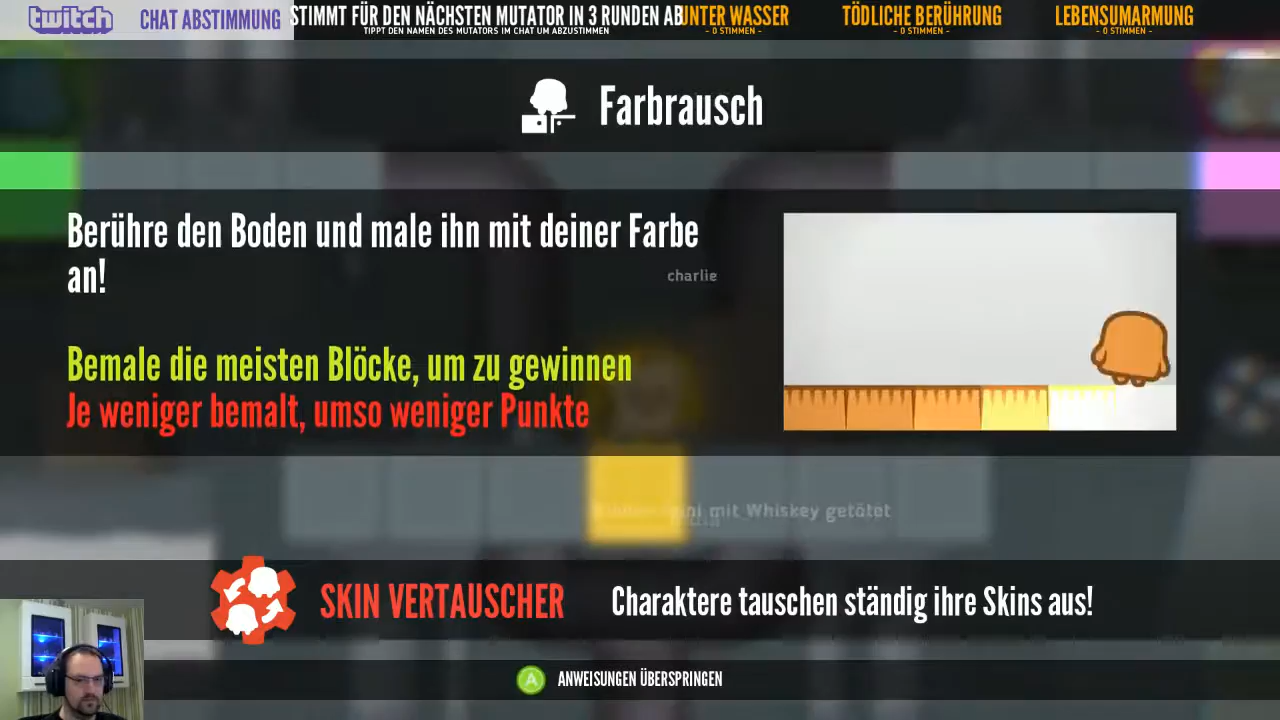 twitch CHAT ABSTIMMUNG
STIMMT FÜR DEN NÄCHSTEN MUTATOR IN 3 RUNDEN AB
TIPPT DEN NAMEN DES MUTATORS IM CHAT UM ABZUSTIMMEN
UNTER WASSER
- 0 STIMMEN -
TÖDLICHE BERÜHRUNG
- 0 STIMMEN -
LEBENSUMARMUNG
- 0 STIMMEN -
Farbrausch
Berühre den Boden und male ihn mit deiner Farbe
an!
charlie
Bemale die meisten Blöcke, um zu gewinnen
Je weniger bemalt, umso weniger Punkte
mit Whiskey getötet
SKIN VERTAUSCHER
Charaktere tauschen ständig ihre Skins aus!
A ANWEISUNGEN ÜBERSPRINGEN